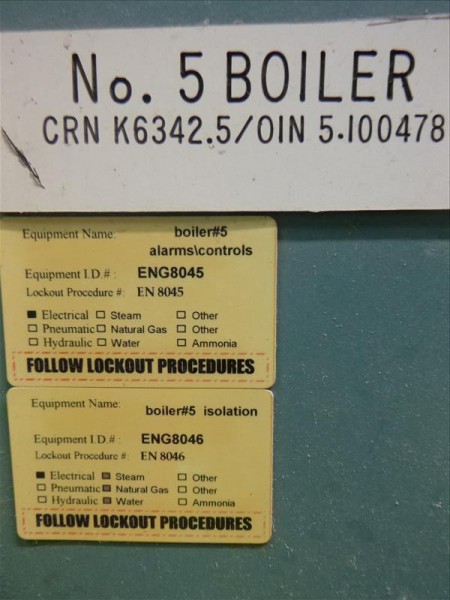 No. 5 BOILER
CRN K6342.5/OIN 5.100478
Equipment Name: boiler#5
alarms\controls
Equipment I.D.# : ENG8045
Lockout Procedure #: EN 8045
■ Electrical □ Steam □ Other
□ Pneumatic □ Natural Gas □ Other
□ Hydraulic □ Water □ Ammonia
FOLLOW LOCKOUT PROCEDURES
Equipment Name: boiler#5 isolation
Equipment I.D.# : ENG8046
Lockout Procedure #: EN 8046
■ Electrical ■ Steam □ Other
□ Pneumatic ■ Natural Gas □ Other
□ Hydraulic ■ Water □ Ammonia
FOLLOW LOCKOUT PROCEDURES